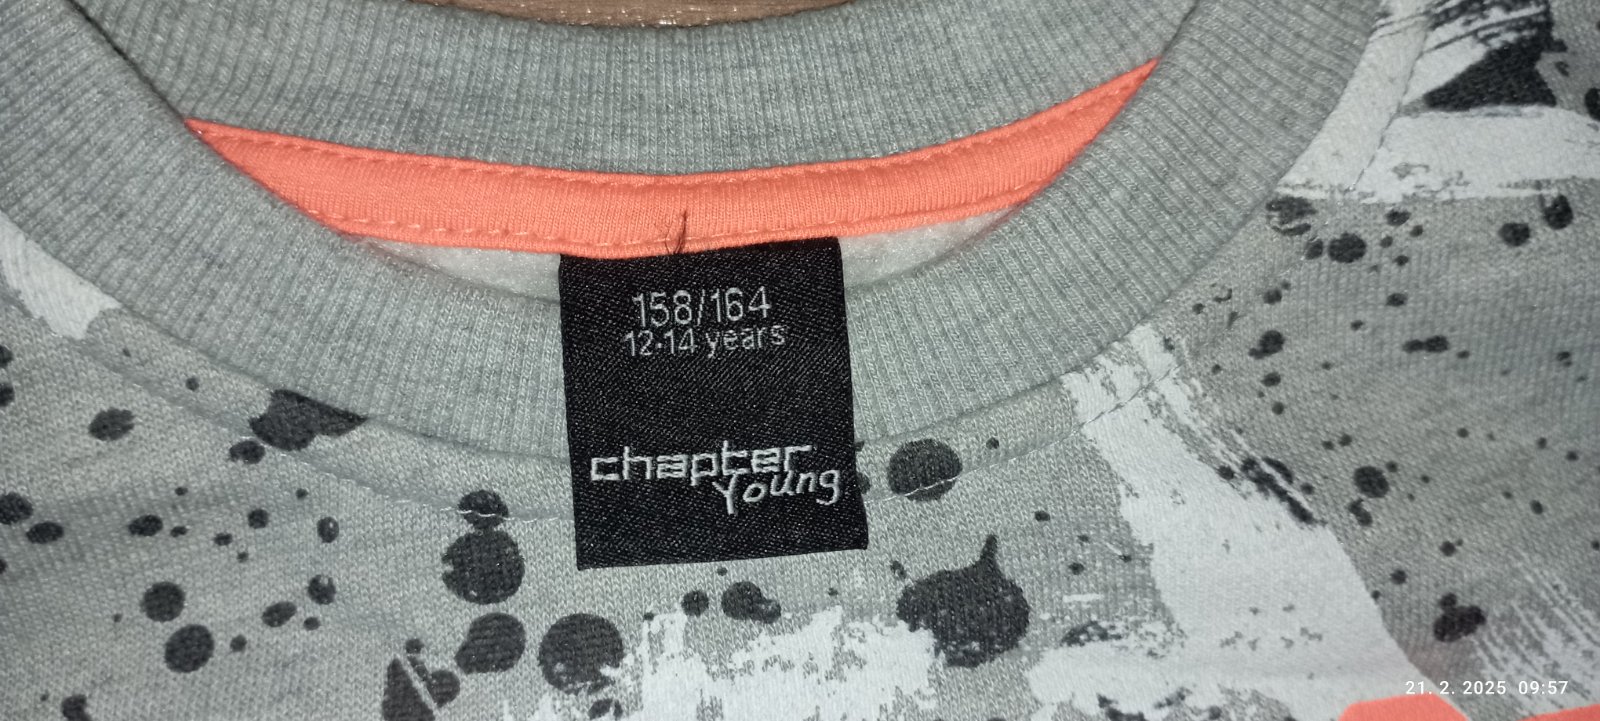 158/164
12-14 years
chapter
young
21. 2. 2025 09:57